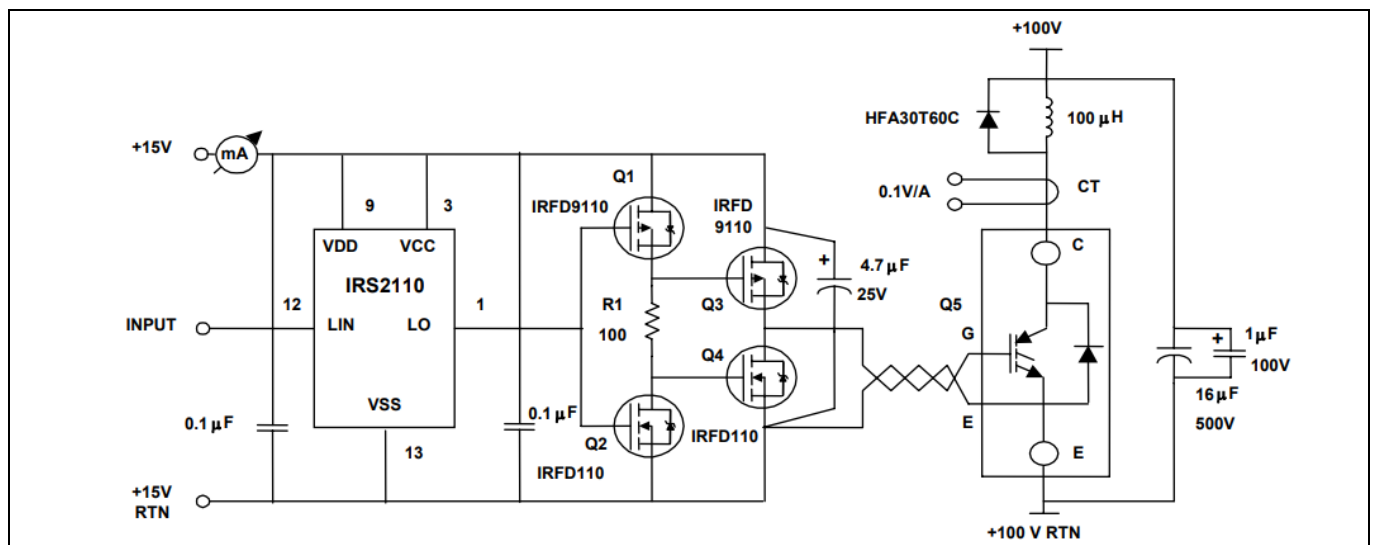 +100V
HFA30T60C
100 μH
+15V
mA
0.1V/A
CT
9
3
Q1
IRFD9110
IRFD
9110
VDD
VCC
IRS2110
12
1
INPUT
LIN
LO
R1
100
Q3
+
4.7 μF
25V
C
Q5
G
Q4
+
1μF
100V
VSS
0.1 μF
0.1 μF
16μF
500V
E
IRFD110
Q2
13
IRFD110
E
+15V
RTN
+100 V RTN